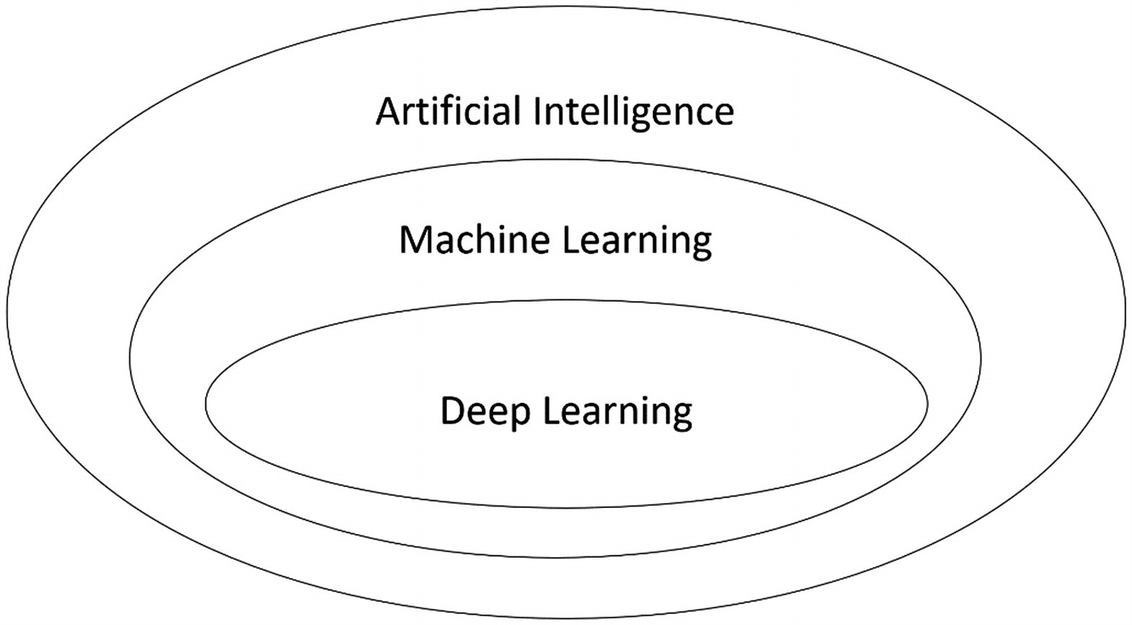 Artificial Intelligence
Machine Learning
Deep Learning